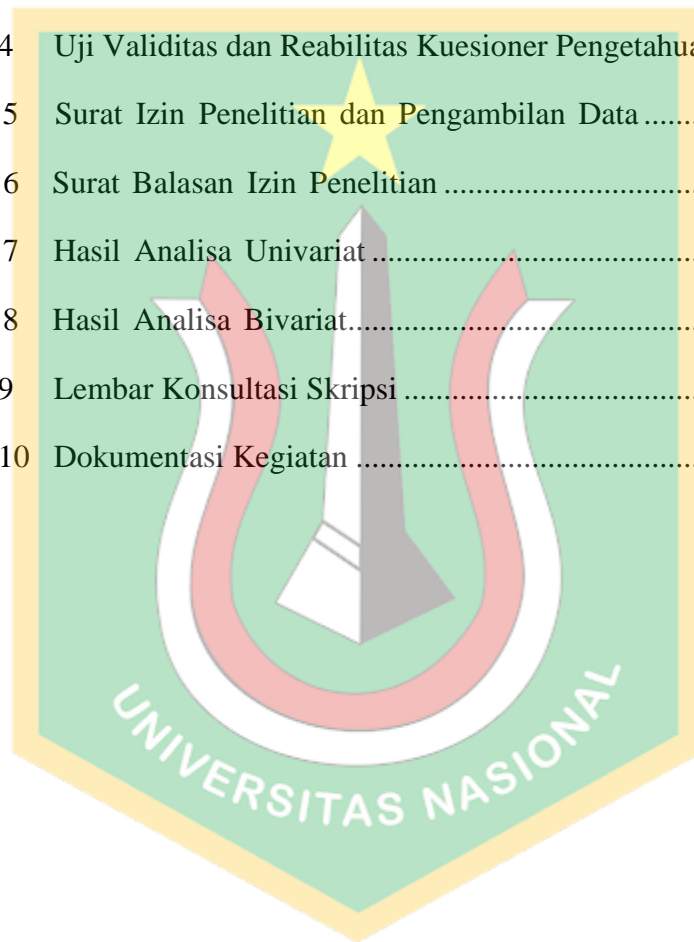 4 Uji Validitas dan Reabilitas Kuesioner
5 Surat Izin Penelitian dan Pengambilan Data ........
6 Surat Balasan Izin Penelitian ........
7 Hasil Analisa Univariat ........
8 Hasil Analisa Bivariat ........
9 Lembar Konsultasi Skripsi ........
10 Dokumentasi Kegiatan ........
UNIVERSITAS NASIONAL